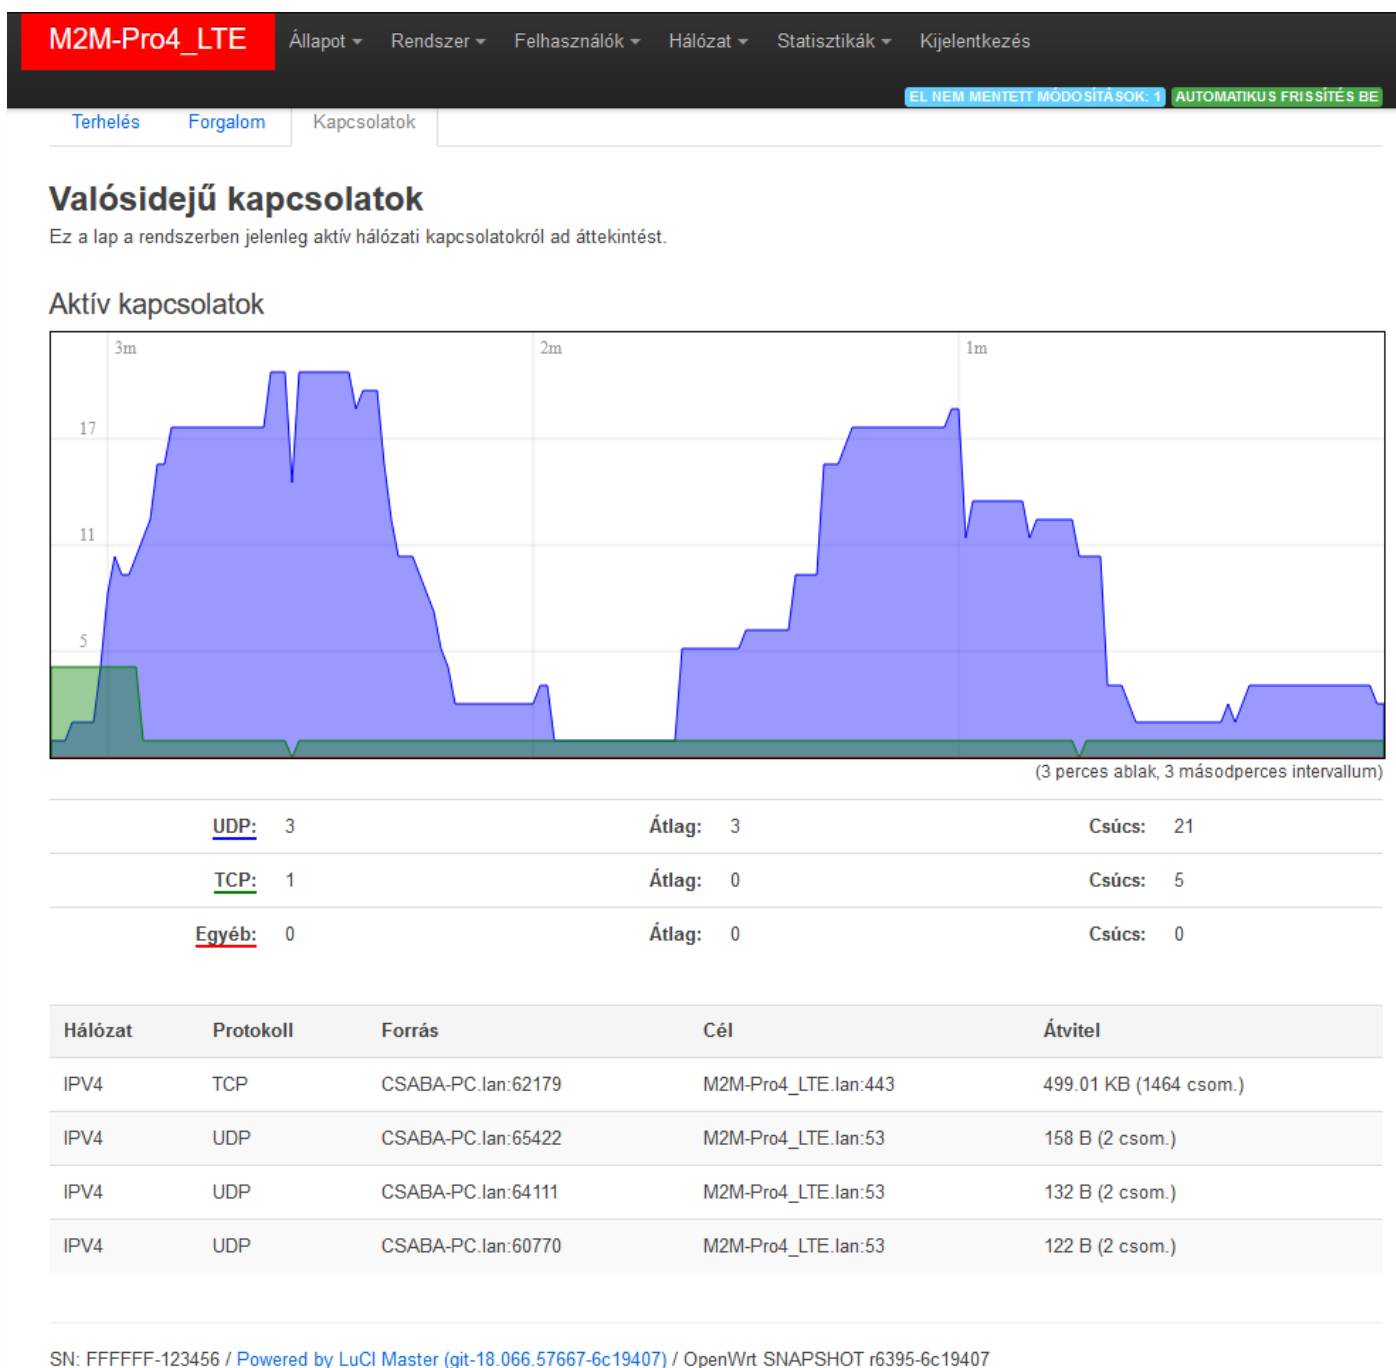 M2M-Pro4_LTE Állapot Rendszer Felhasználók Hálózat Statisztikák Kijelentkezés
EL NEM MENTETT MÓDOSÍTÁSOK: 1 AUTOMATIKUS FRISSÍTÉS BE
Terhelés Forgalom Kapcsolatok
Valósidejű kapcsolatok
Ez a lap a rendszerben jelenleg aktív hálózati kapcsolatokról ad áttekintést.
Aktív kapcsolatok
3m 2m 1m
17
11
5
(3 perces ablak, 3 másodperces intervallum)
UDP: 3 Átlag: 3 Csúcs: 21
TCP: 1 Átlag: 0 Csúcs: 5
Egyéb: 0 Átlag: 0 Csúcs: 0
Hálózat Protokoll Forrás Cél Átvitel
IPV4 TCP CSABA-PC.lan:62179 M2M-Pro4_LTE.lan:443 499.01 KB (1464 csom.)
IPV4 UDP CSABA-PC.lan:65422 M2M-Pro4_LTE.lan:53 158 B (2 csom.)
IPV4 UDP CSABA-PC.lan:64111 M2M-Pro4_LTE.lan:53 132 B (2 csom.)
IPV4 UDP CSABA-PC.lan:60770 M2M-Pro4_LTE.lan:53 122 B (2 csom.)
SN: FFFFFF-123456 / Powered by LuCI Master (git-18.066.57667-6c19407) / OpenWrt SNAPSHOT r6395-6c19407